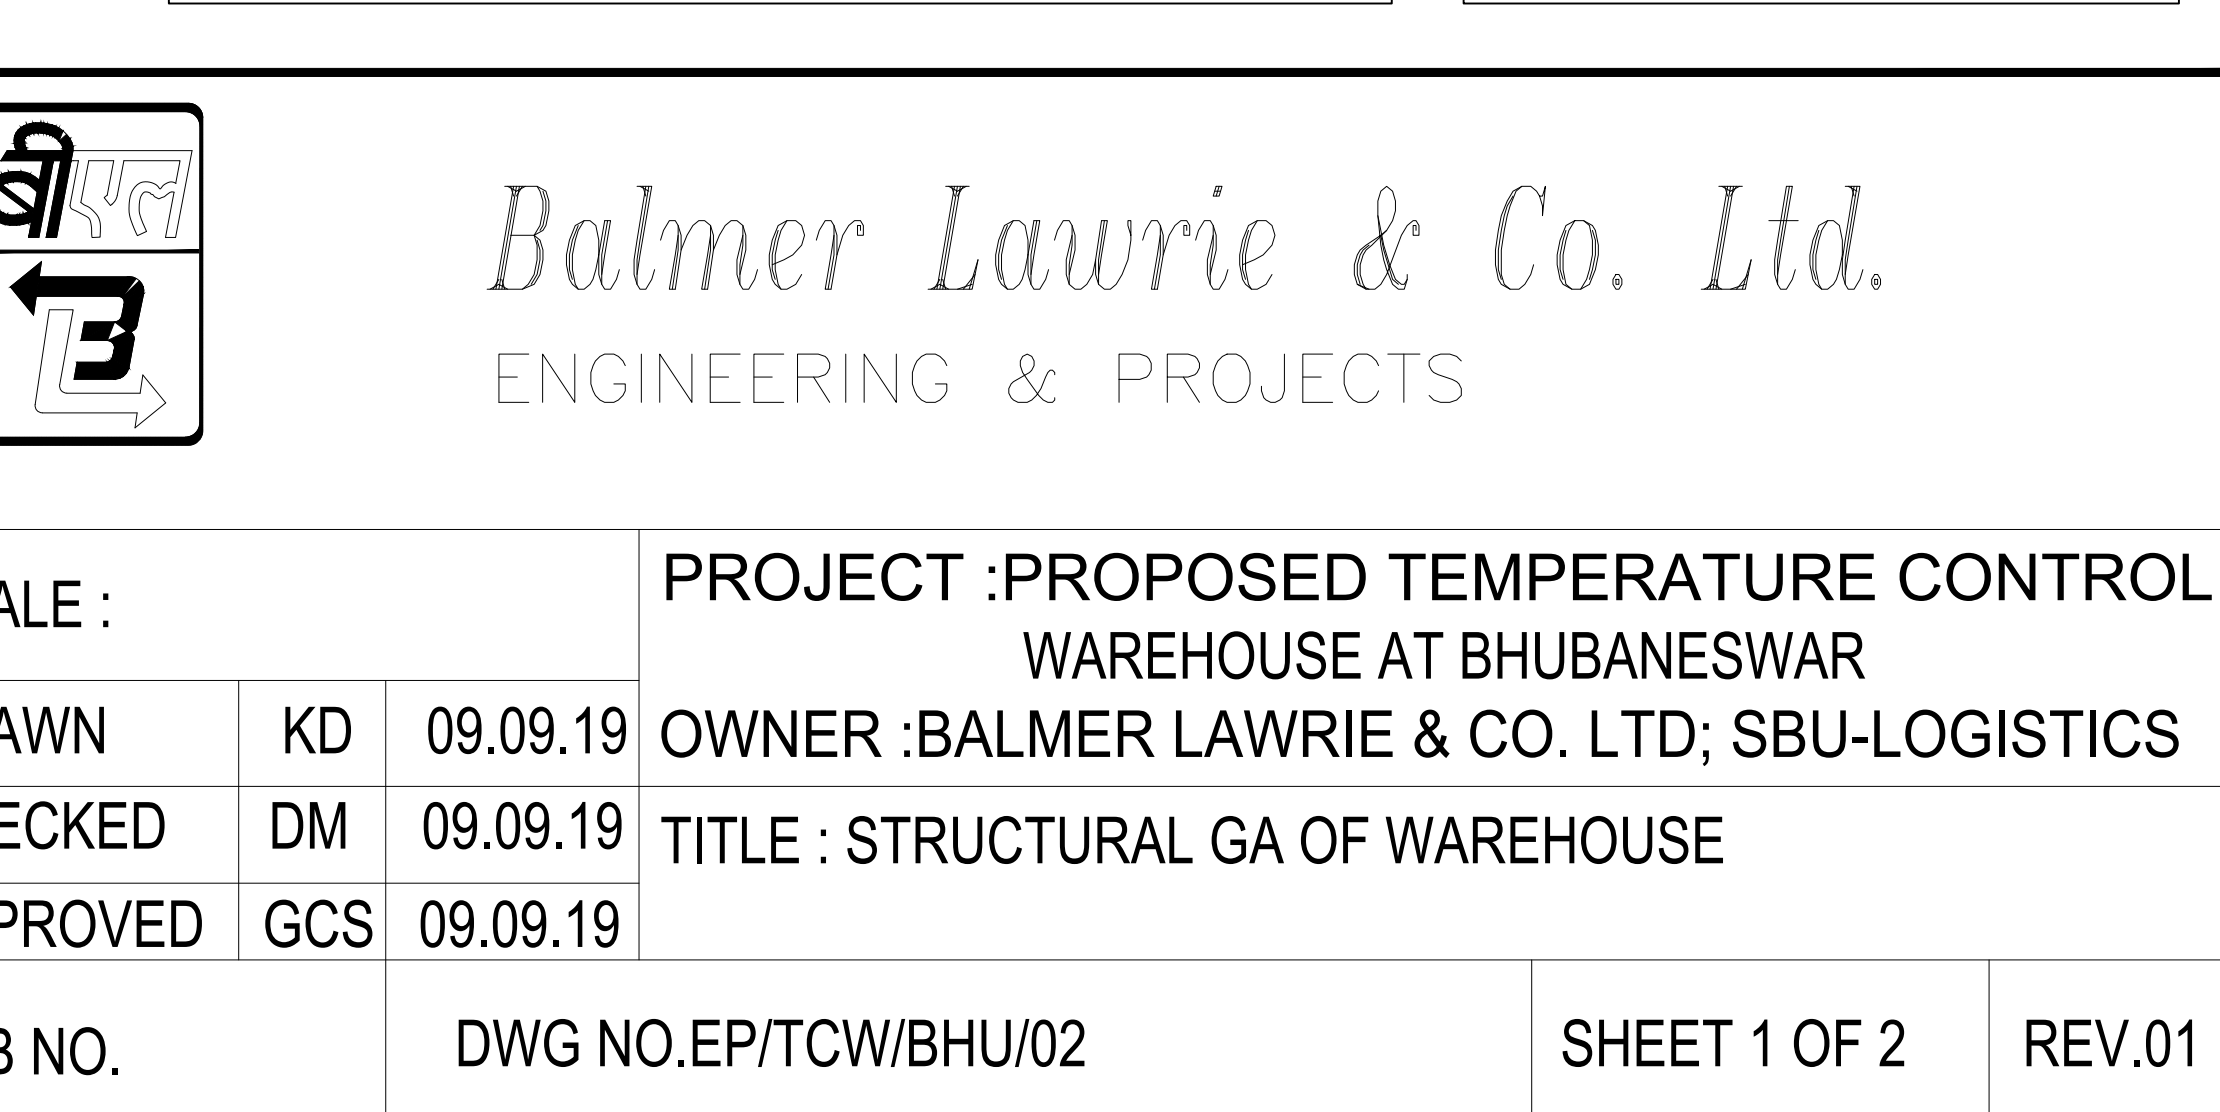 बीएल
Balmer Lawrie & Co. Ltd.
ENGINEERING & PROJECTS
ALE :
PROJECT :PROPOSED TEMPERATURE CONTROL
WAREHOUSE AT BHUBANESWAR
AWN KD 09.09.19
OWNER :BALMER LAWRIE & CO. LTD; SBU-LOGISTICS
ECKED DM 09.09.19
TITLE : STRUCTURAL GA OF WAREHOUSE
PROVED GCS 09.09.19
B NO.
DWG NO.EP/TCW/BHU/02
SHEET 1 OF 2
REV.01